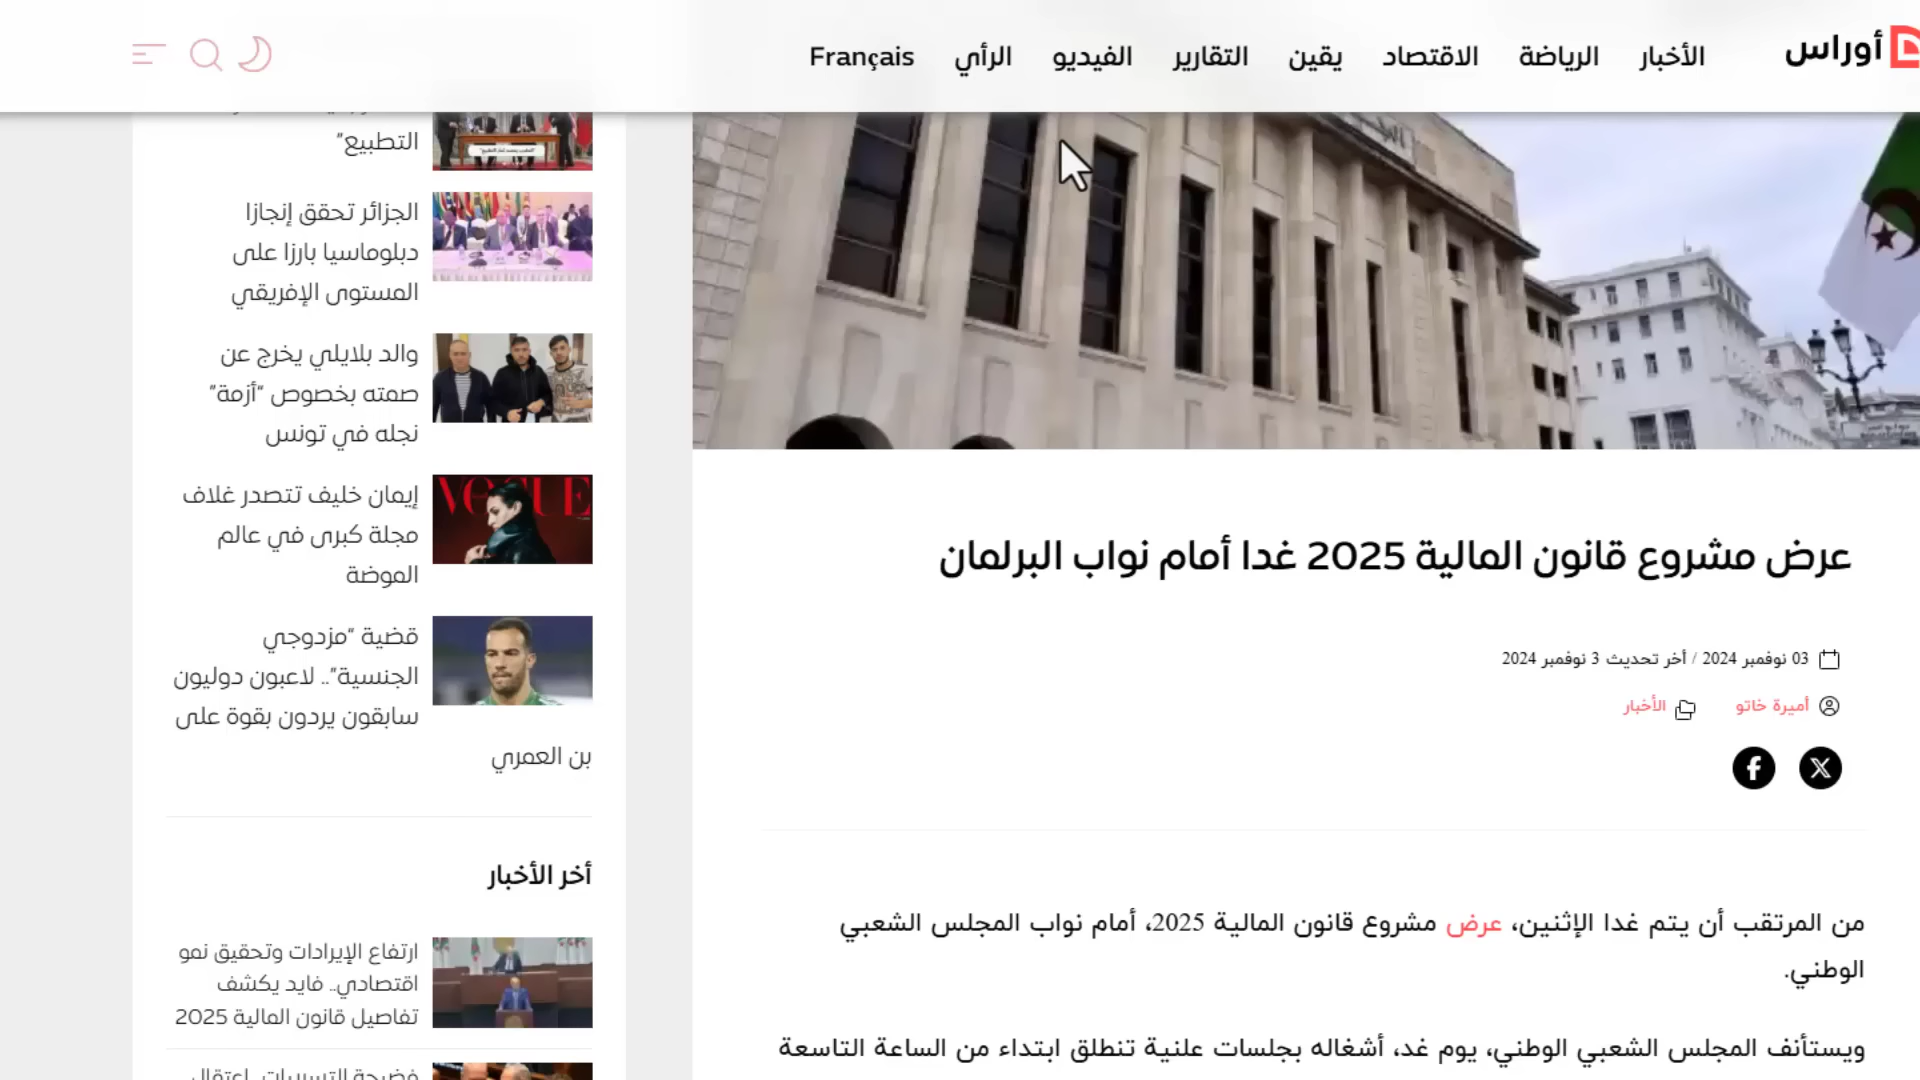 أوراس
الأخبار
الرياضة
الاقتصاد
يقين
التقارير
الفيديو
الرأي
Français
عرض مشروع قانون المالية 2025 غدا أمام نواب البرلمان
03 نوفمبر 2024 / أخر تحديث 3 نوفمبر 2024
أميرة خاتو
الأخبار
من المرتقب أن يتم غدا الإثنين، عرض مشروع قانون المالية 2025، أمام نواب المجلس الشعبي
الوطني.
ويستأنف المجلس الشعبي الوطني، يوم غد، أشغاله بجلسات علنية تنطلق ابتداء من الساعة التاسعة
التطبيع"
الجزائر تحقق إنجازا
دبلوماسيا بارزا على
المستوى الإفريقي
والد بلايلي يخرج عن
صمته بخصوص "أزمة"
نجله في تونس
VOGUE
إيمان خليف تتصدر غلاف
مجلة كبرى في عالم
الموضة
قضية "مزدوجي
الجنسية".. لاعبون دوليون
سابقون يردون بقوة على
بن العمري
أخر الأخبار
ارتفاع الإيرادات وتحقيق نمو
اقتصادي.. فايد يكشف
تفاصيل قانون المالية 2025
فضيحة التسريبات.. اعتقال